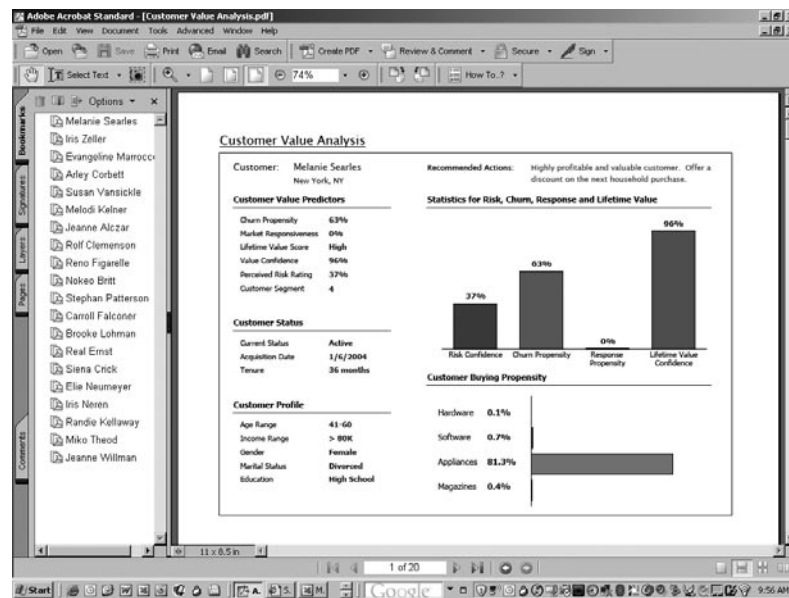 Adobe Acrobat Standard - [Customer Value Analysis.pdf]
File Edit View Document Tools Advanced Window Help
Open Save Print Email Search Create PDF Review & Comment Secure Sign
Select Text 74% How To..?
Options
Bookmarks
Signatures
Layers
Pages
Comments
Melanie Searles
Iris Zeller
Evangeline Marrocc
Arley Corbett
Susan Vansickle
Melodi Kelner
Jeanne Alczar
Rolf Clemenson
Reno Figarelle
Nokeo Britt
Stephan Patterson
Carroll Falconer
Brooke Lohman
Real Ernst
Siena Crick
Elie Neumeyer
Iris Neren
Randie Kellaway
Miko Theod
Jeanne Willman
Customer Value Analysis
Customer: Melanie Searles
New York, NY
Recommended Actions: Highly profitable and valuable customer. Offer a
discount on the next household purchase.
Customer Value Predictors
Churn Propensity 63%
Market Responsiveness 0%
Lifetime Value Score High
Value Confidence 96%
Perceived Risk Rating 37%
Customer Segment 4
Customer Status
Current Status Active
Acquisition Date 1/6/2004
Tenure 36 months
Customer Profile
Age Range 41-60
Income Range > 80K
Gender Female
Marital Status Divorced
Education High School
Statistics for Risk, Churn, Response and Lifetime Value
37%
63%
0%
96%
Risk Confidence
Churn Propensity
Response
Propensity
Lifetime Value
Confidence
Customer Buying Propensity
Hardware 0.1%
Software 0.7%
Appliances 81.3%
Magazines 0.4%
11 x 8.5 in
1 of 20
Start A. S. M. Google 9:56 AM